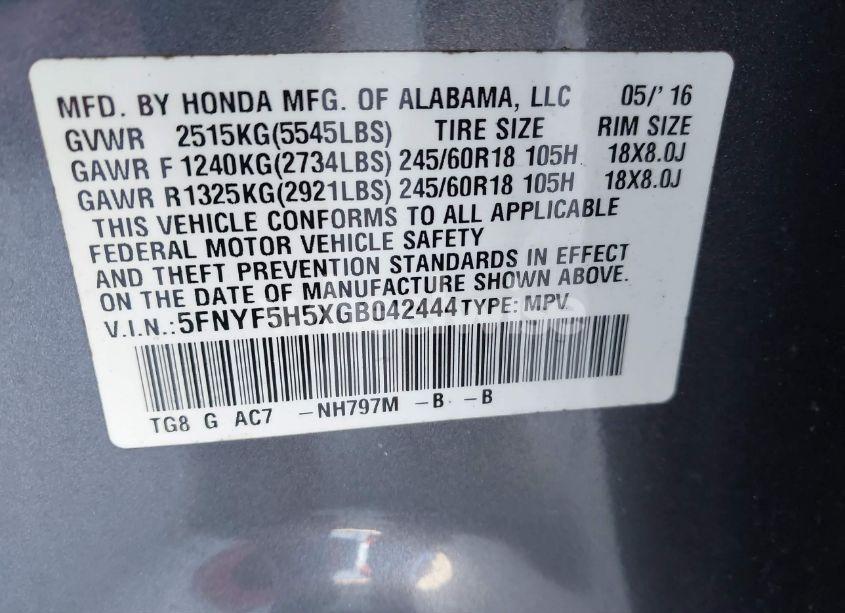 MFD. BY HONDA MFG. OF ALABAMA, LLC 05/' 16
GVWR 2515KG(5545LBS) TIRE SIZE RIM SIZE
GAWR F 1240KG(2734LBS) 245/60R18 105H 18X8.0J
GAWR R1325KG(2921LBS) 245/60R18 105H 18X8.0J
THIS VEHICLE CONFORMS TO ALL APPLICABLE
FEDERAL MOTOR VEHICLE SAFETY
AND THEFT PREVENTION STANDARDS IN EFFECT
ON THE DATE OF MANUFACTURE SHOWN ABOVE.
V.I.N.:5FNYF5H5XGB042444 TYPE: MPV
TG8 G AC7 -NH797M -B -B